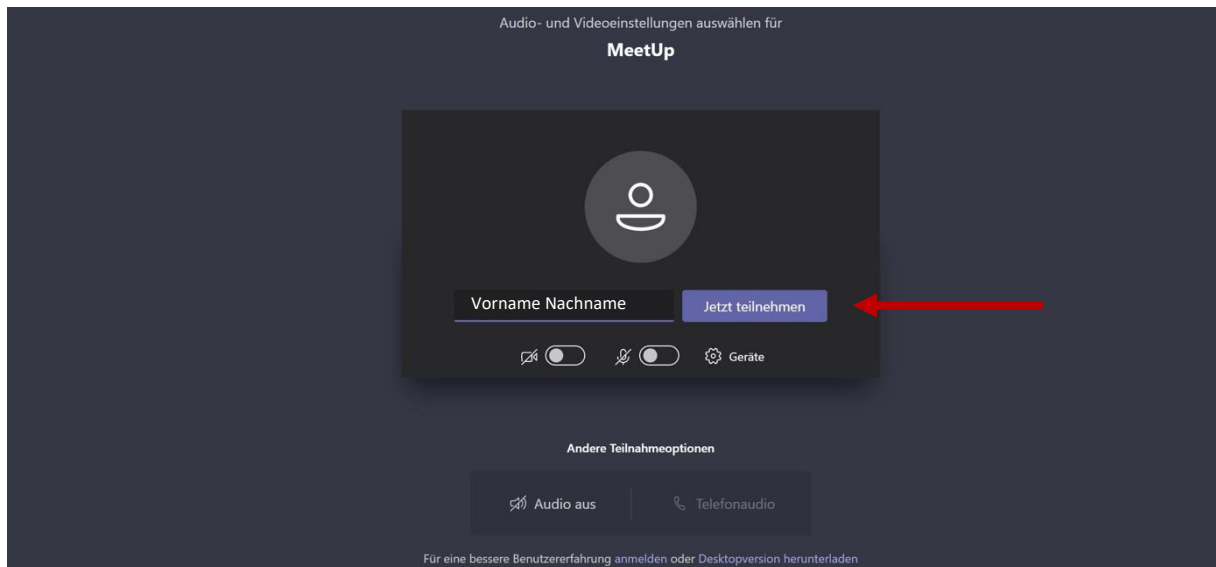 Audio- und Videoeinstellungen auswählen für
MeetUp
Vorname Nachname
Jetzt teilnehmen
Geräte
Andere Teilnahmeoptionen
Audio aus
Telefonaudio
Für eine bessere Benutzererfahrung anmelden oder Desktopversion herunterladen